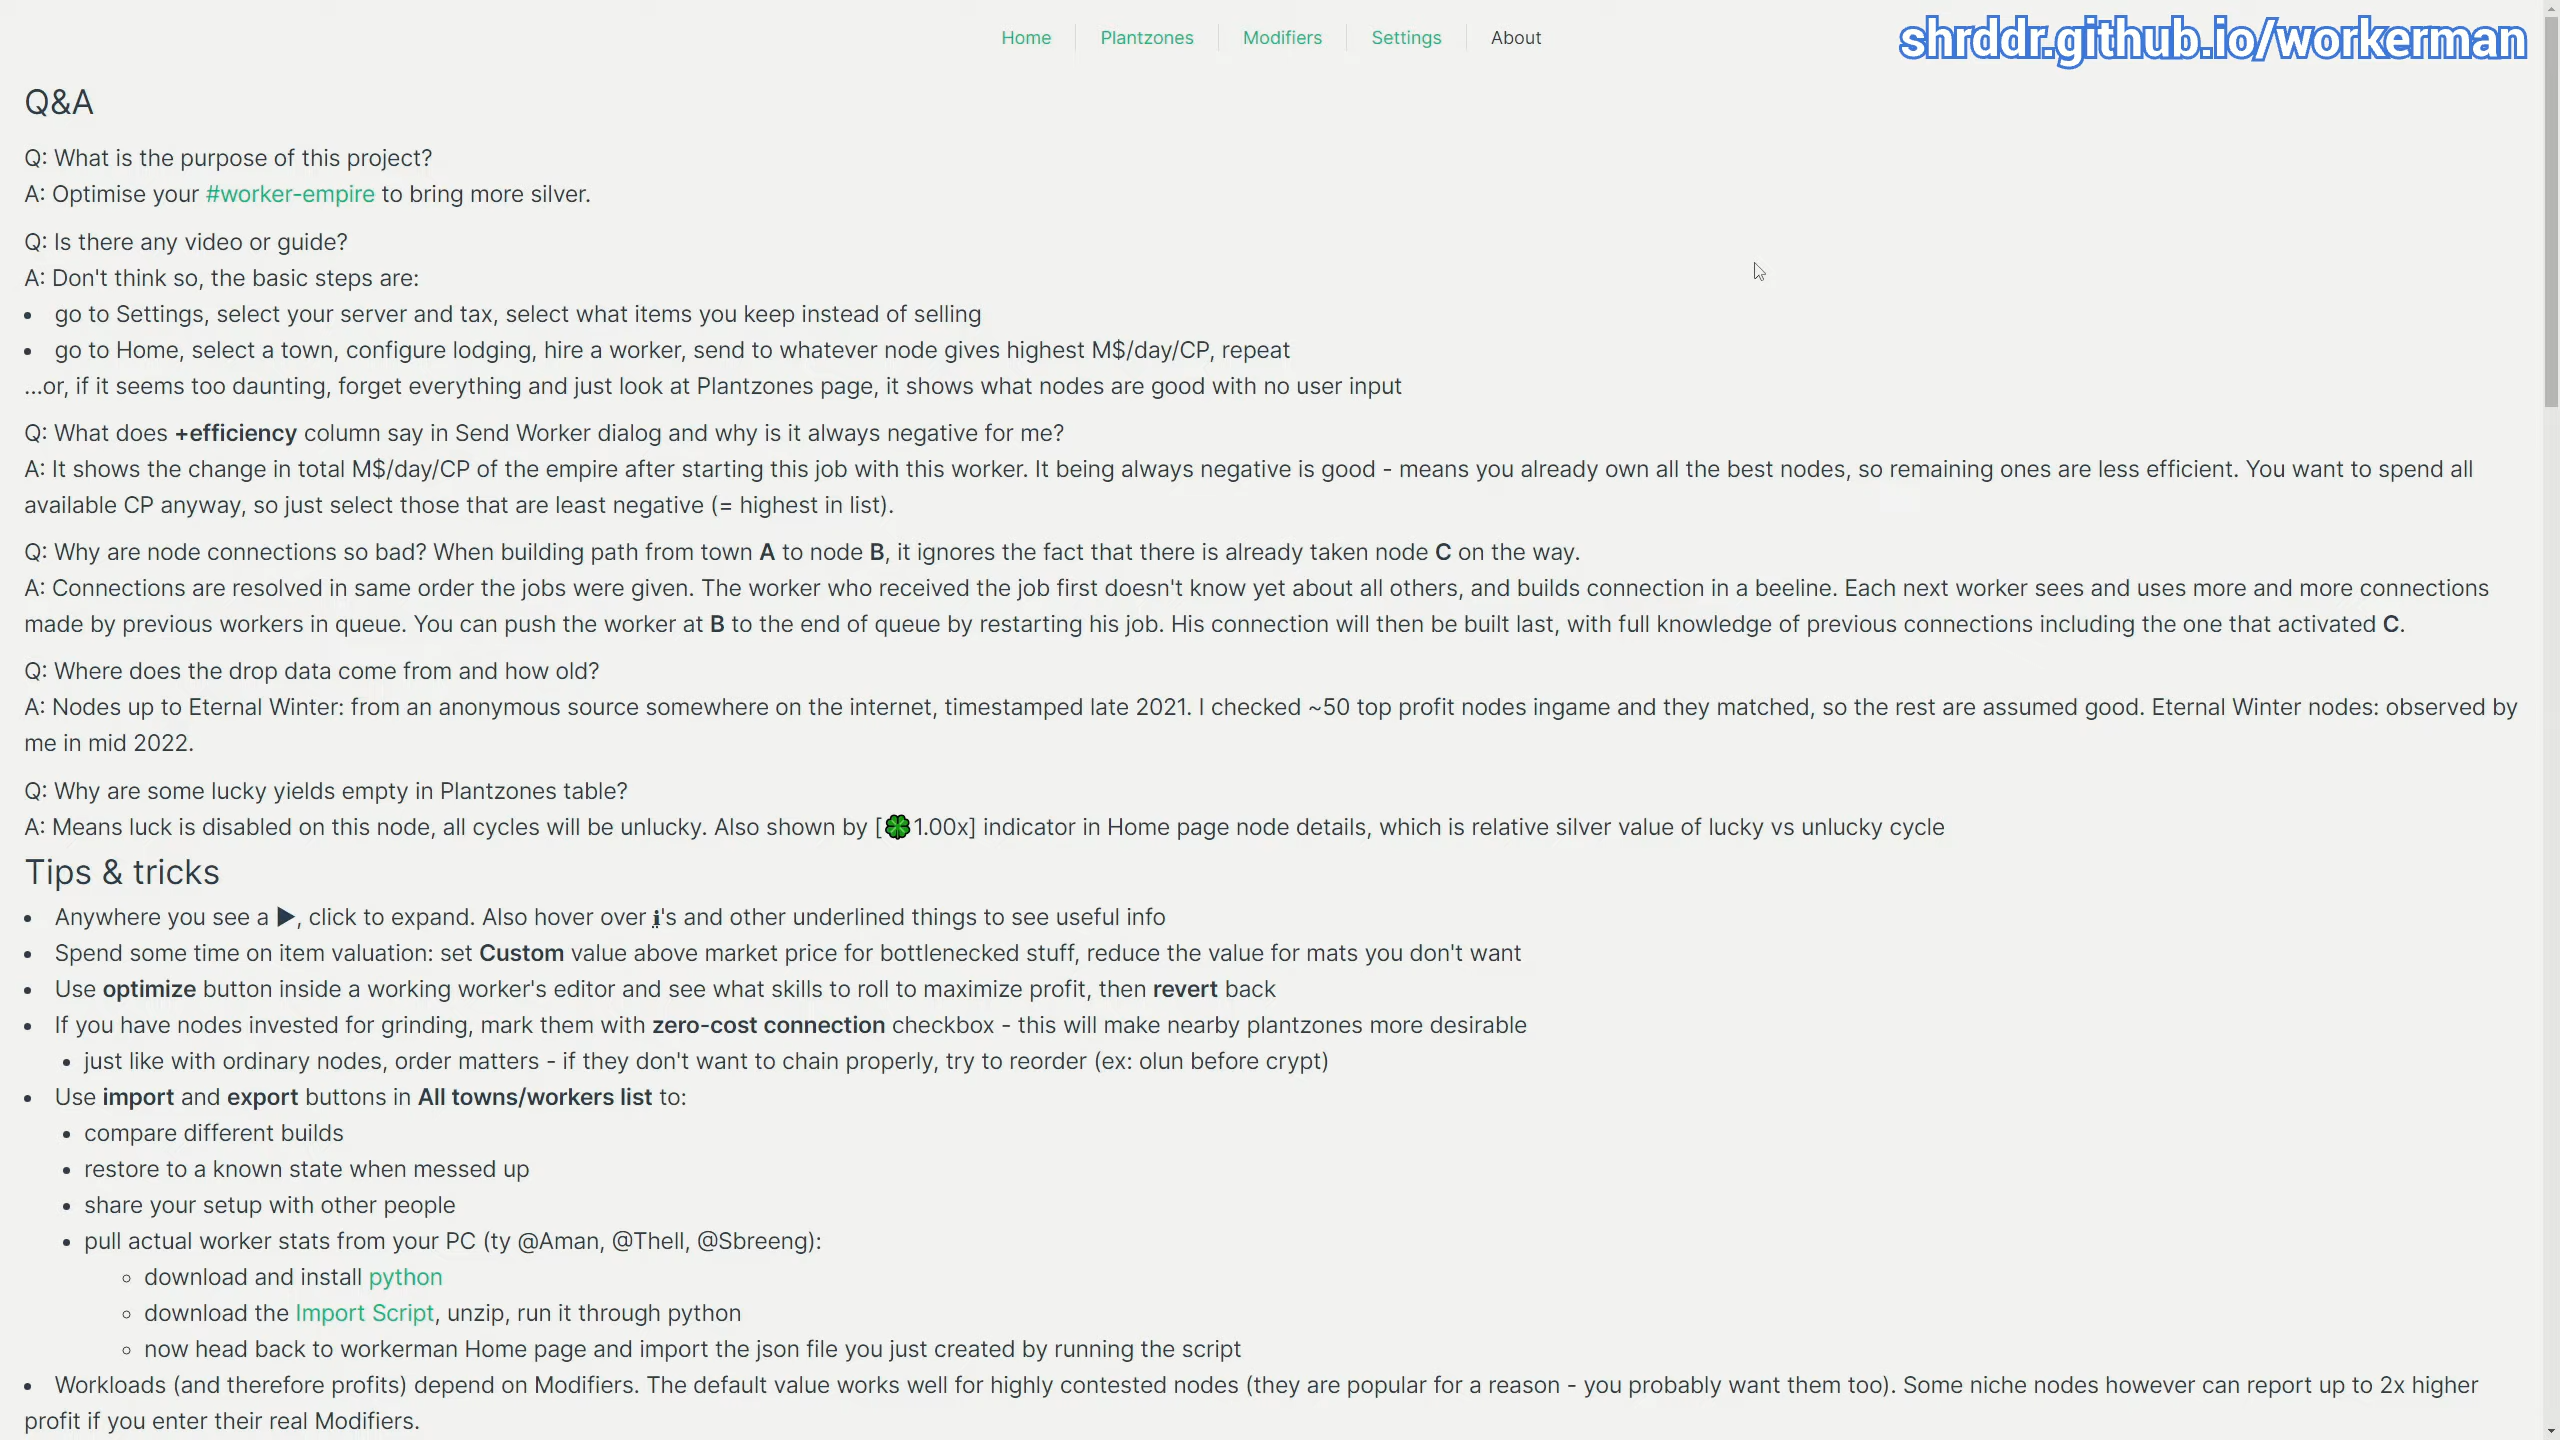 Home
Plantzones
Modifiers
Settings
About
shrddr.github.io/workerman
Q&A
Q: What is the purpose of this project?
A: Optimise your #worker-empire to bring more silver.
Q: Is there any video or guide?
A: Don't think so, the basic steps are:
• go to Settings, select your server and tax, select what items you keep instead of selling
• go to Home, select a town, configure lodging, hire a worker, send to whatever node gives highest M$/day/CP, repeat
...or, if it seems too daunting, forget everything and just look at Plantzones page, it shows what nodes are good with no user input
Q: What does +efficiency column say in Send Worker dialog and why is it always negative for me?
A: It shows the change in total M$/day/CP of the empire after starting this job with this worker. It being always negative is good - means you already own all the best nodes, so remaining ones are less efficient. You want to spend all
available CP anyway, so just select those that are least negative (= highest in list).
Q: Why are node connections so bad? When building path from town A to node B, it ignores the fact that there is already taken node C on the way.
A: Connections are resolved in same order the jobs were given. The worker who received the job first doesn't know yet about all others, and builds connection in a beeline. Each next worker sees and uses more and more connections
made by previous workers in queue. You can push the worker at B to the end of queue by restarting his job. His connection will then be built last, with full knowledge of previous connections including the one that activated C.
Q: Where does the drop data come from and how old?
A: Nodes up to Eternal Winter: from an anonymous source somewhere on the internet, timestamped late 2021. I checked ~50 top profit nodes ingame and they matched, so the rest are assumed good. Eternal Winter nodes: observed by
me in mid 2022.
Q: Why are some lucky yields empty in Plantzones table?
A: Means luck is disabled on this node, all cycles will be unlucky. Also shown by [🍀1.00x] indicator in Home page node details, which is relative silver value of lucky vs unlucky cycle
Tips & tricks
• Anywhere you see a ▶, click to expand. Also hover over ℹ's and other underlined things to see useful info
• Spend some time on item valuation: set Custom value above market price for bottlenecked stuff, reduce the value for mats you don't want
• Use optimize button inside a working worker's editor and see what skills to roll to maximize profit, then revert back
• If you have nodes invested for grinding, mark them with zero-cost connection checkbox - this will make nearby plantzones more desirable
• just like with ordinary nodes, order matters - if they don't want to chain properly, try to reorder (ex: olun before crypt)
• Use import and export buttons in All towns/workers list to:
• compare different builds
• restore to a known state when messed up
• share your setup with other people
• pull actual worker stats from your PC (ty @Aman, @Thell, @Sbreeng):
◦ download and install python
◦ download the Import Script, unzip, run it through python
◦ now head back to workerman Home page and import the json file you just created by running the script
• Workloads (and therefore profits) depend on Modifiers. The default value works well for highly contested nodes (they are popular for a reason - you probably want them too). Some niche nodes however can report up to 2x higher
profit if you enter their real Modifiers.